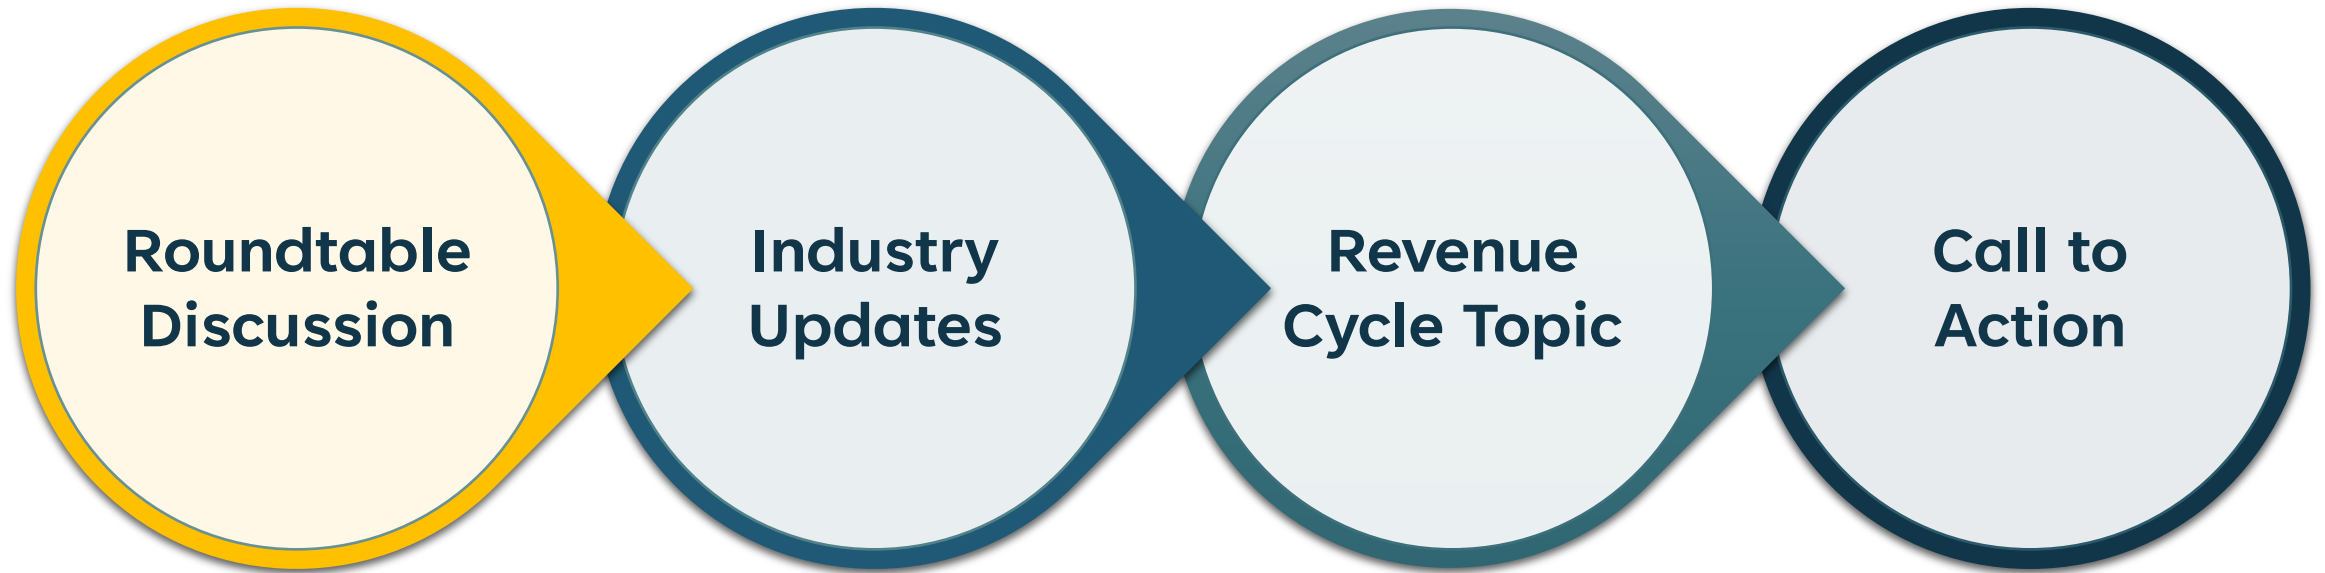 Roundtable
Discussion
Industry
Updates
Revenue
Cycle Topic
Call to
Action